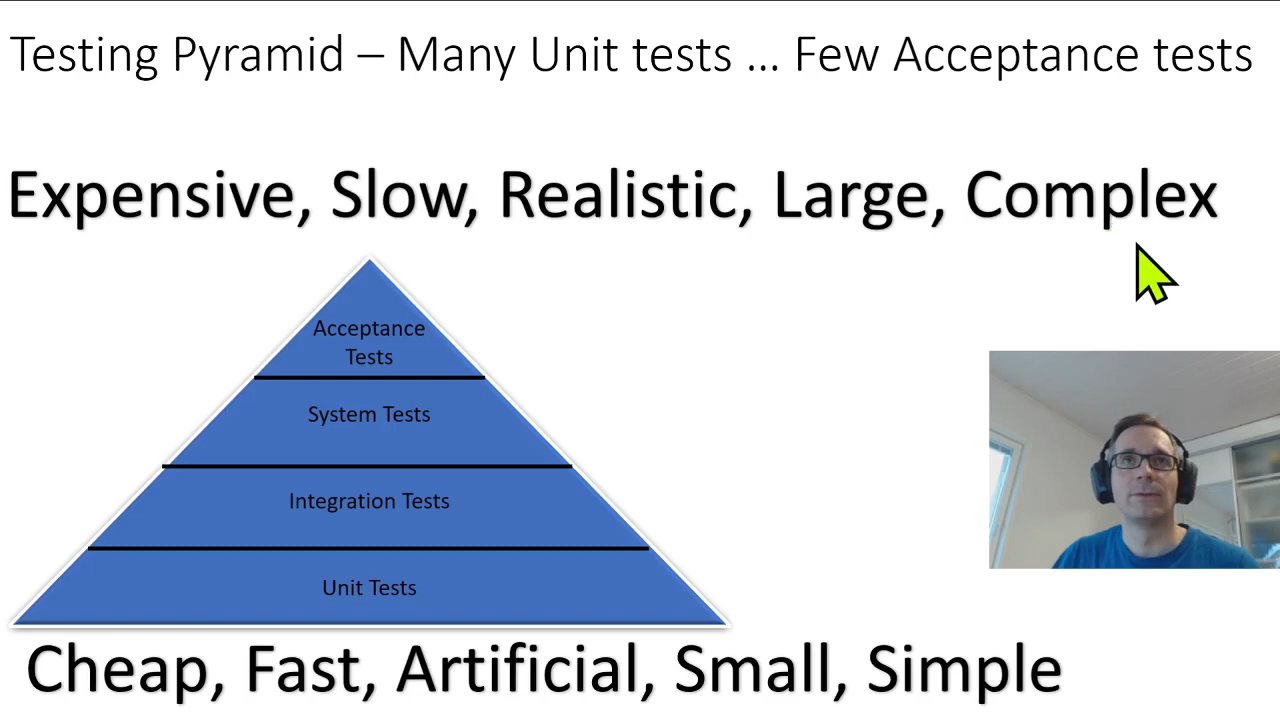 Testing Pyramid – Many Unit tests ... Few Acceptance tests
Expensive, Slow, Realistic, Large, Complex
Acceptance
Tests
System Tests
Integration Tests
Unit Tests
Cheap, Fast, Artificial, Small, Simple